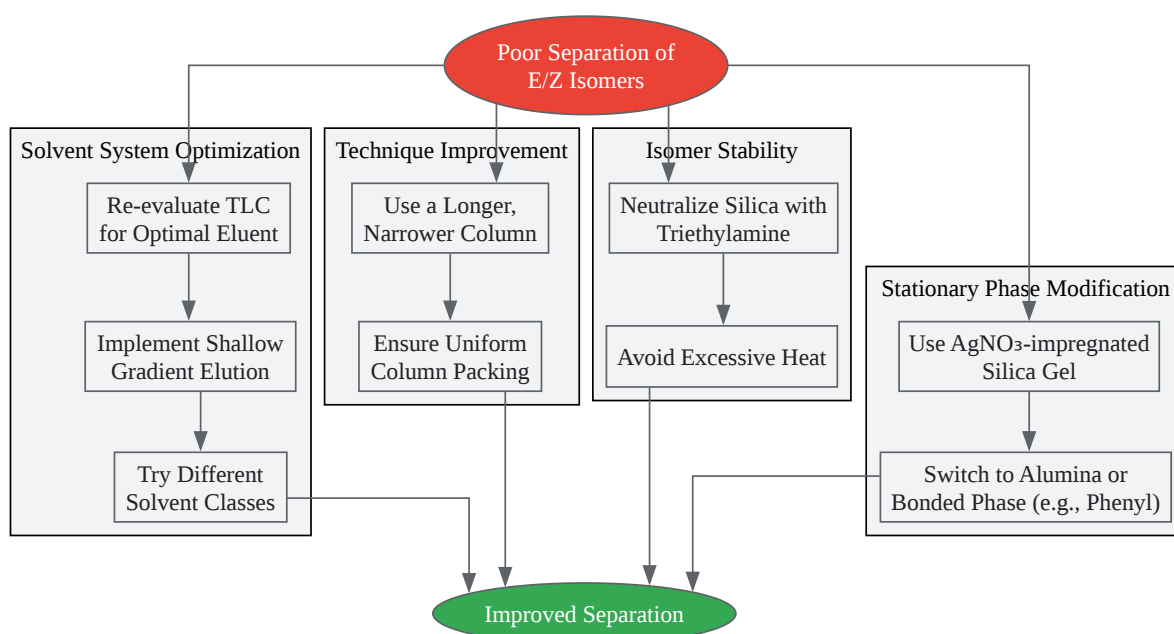 Poor Separation of
E/Z Isomers
Solvent System Optimization
Re-evaluate TLC
for Optimal Eluent
Implement Shallow
Gradient Elution
Try Different
Solvent Classes
Technique Improvement
Use a Longer,
Narrower Column
Ensure Uniform
Column Packing
Isomer Stability
Neutralize Silica with
Triethylamine
Avoid Excessive Heat
Stationary Phase Modification
Use AgNO₃-impregnated
Silica Gel
Switch to Alumina or
Bonded Phase (e.g., Phenyl)
Improved Separation